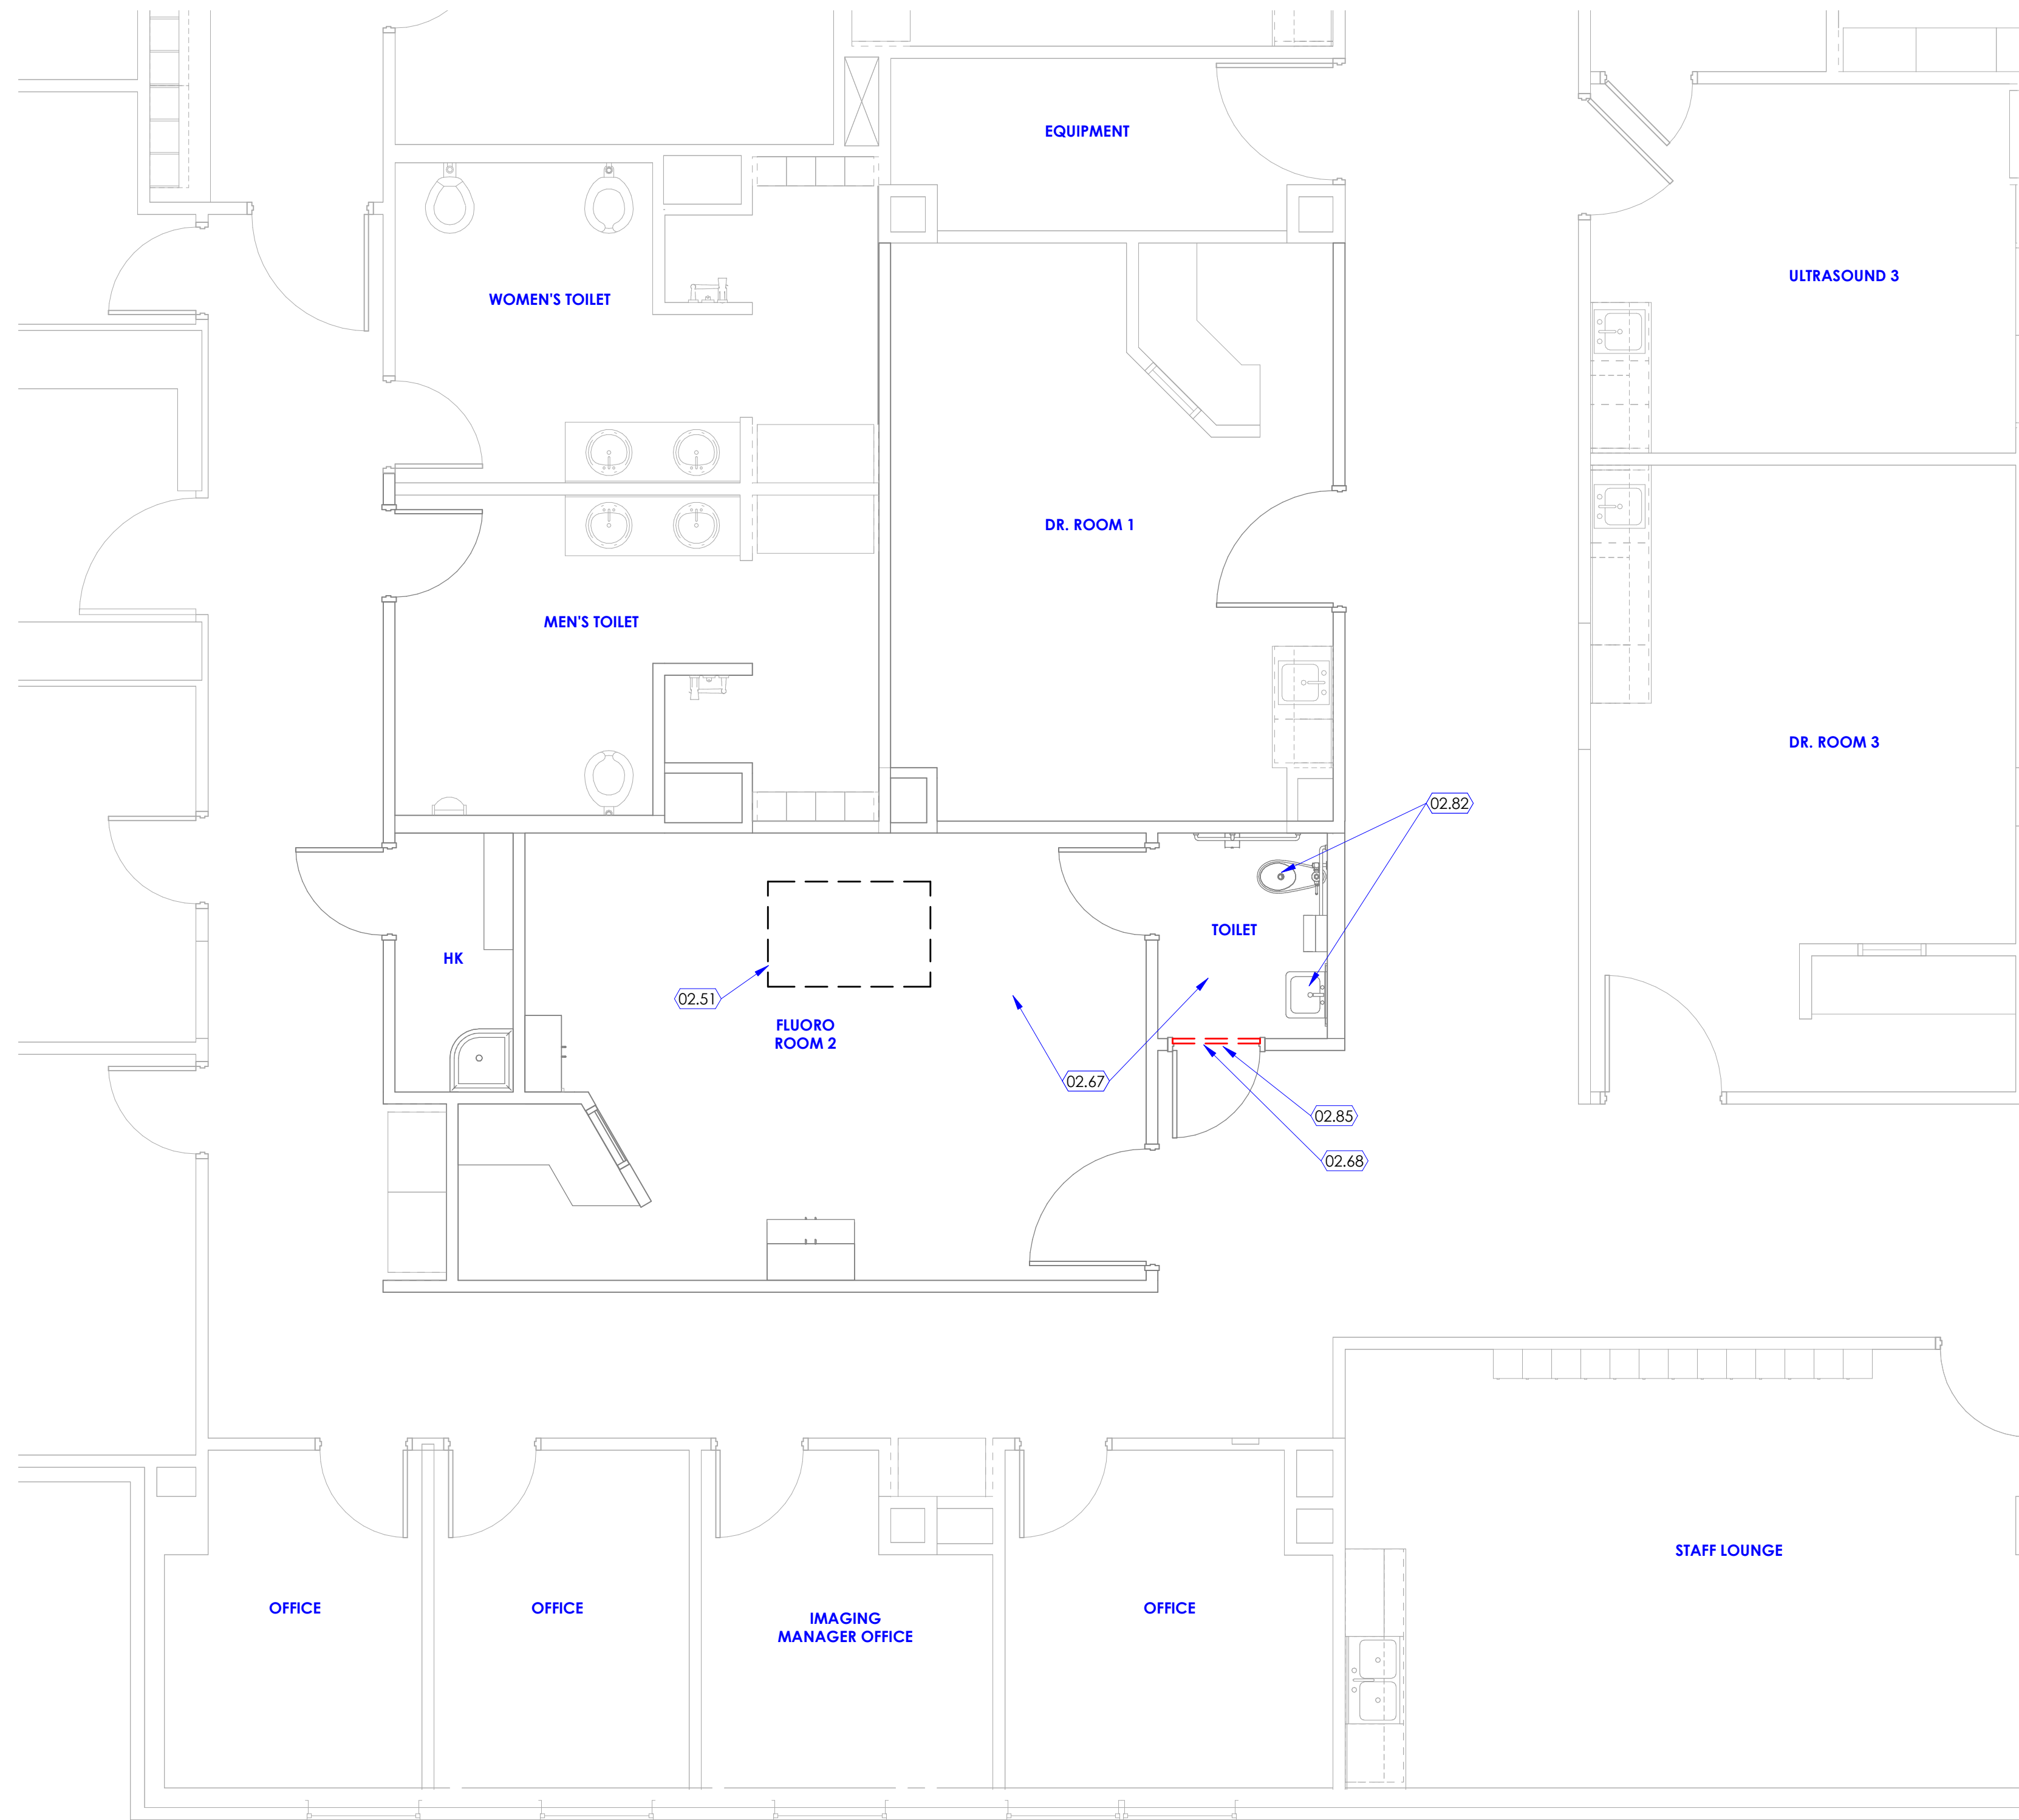 EQUIPMENT
ULTRASOUND 3
WOMEN'S TOILET
DR. ROOM 1
MEN'S TOILET
DR. ROOM 3
02.82
TOILET
HK
02.51
FLUORO
ROOM 2
02.67
02.85
02.68
STAFF LOUNGE
OFFICE
OFFICE
IMAGING
MANAGER OFFICE
OFFICE